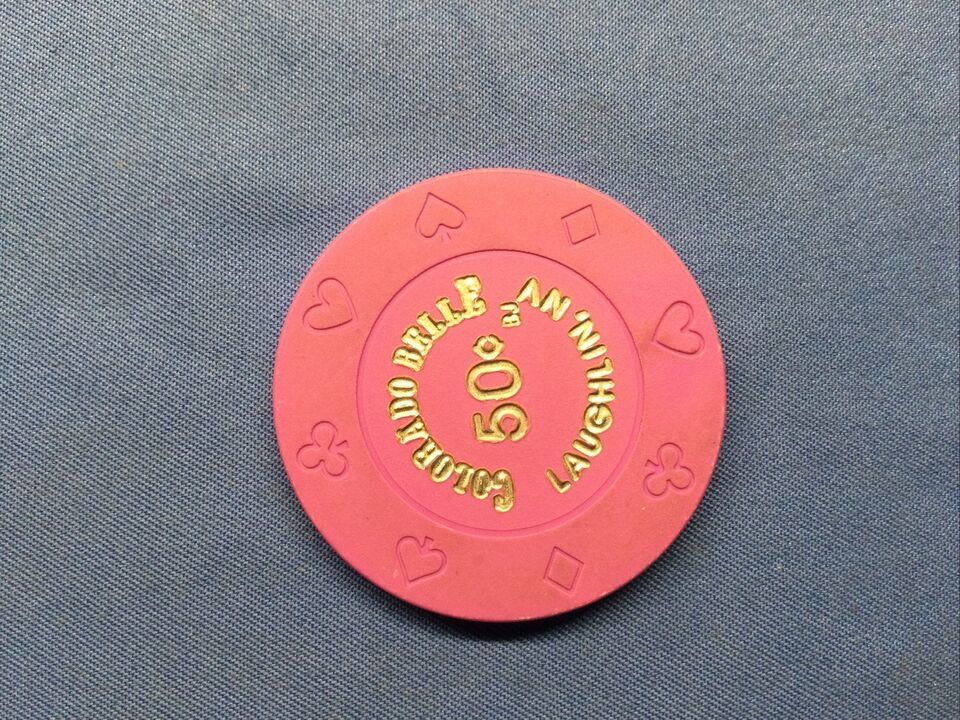 COLORADO BELLE
50¢
BJ
LAUGHLIN, NV